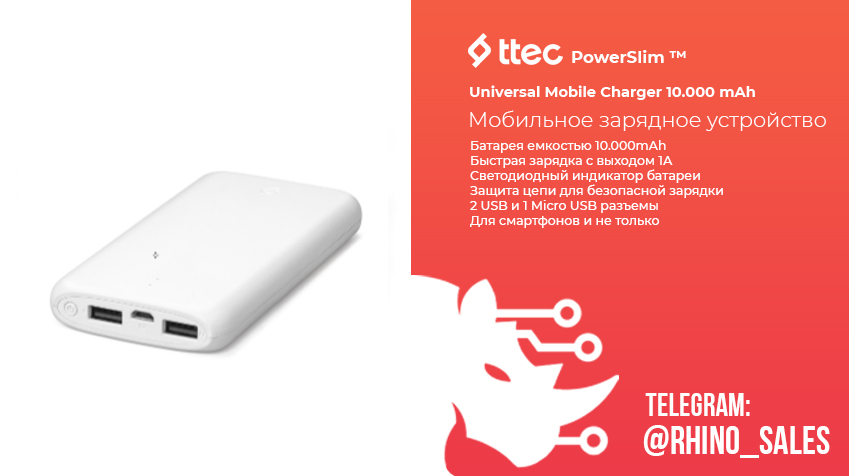 ttec PowerSlim ™
Universal Mobile Charger 10.000 mAh
Мобильное зарядное устройство
Батарея емкостью 10.000mAh
Быстрая зарядка с выходом 1А
Светодиодный индикатор батареи
Защита цепи для безопасной зарядки
2 USB и 1 Micro USB разъемы
Для смартфонов и не только
TELEGRAM:
@RHINO_SALES